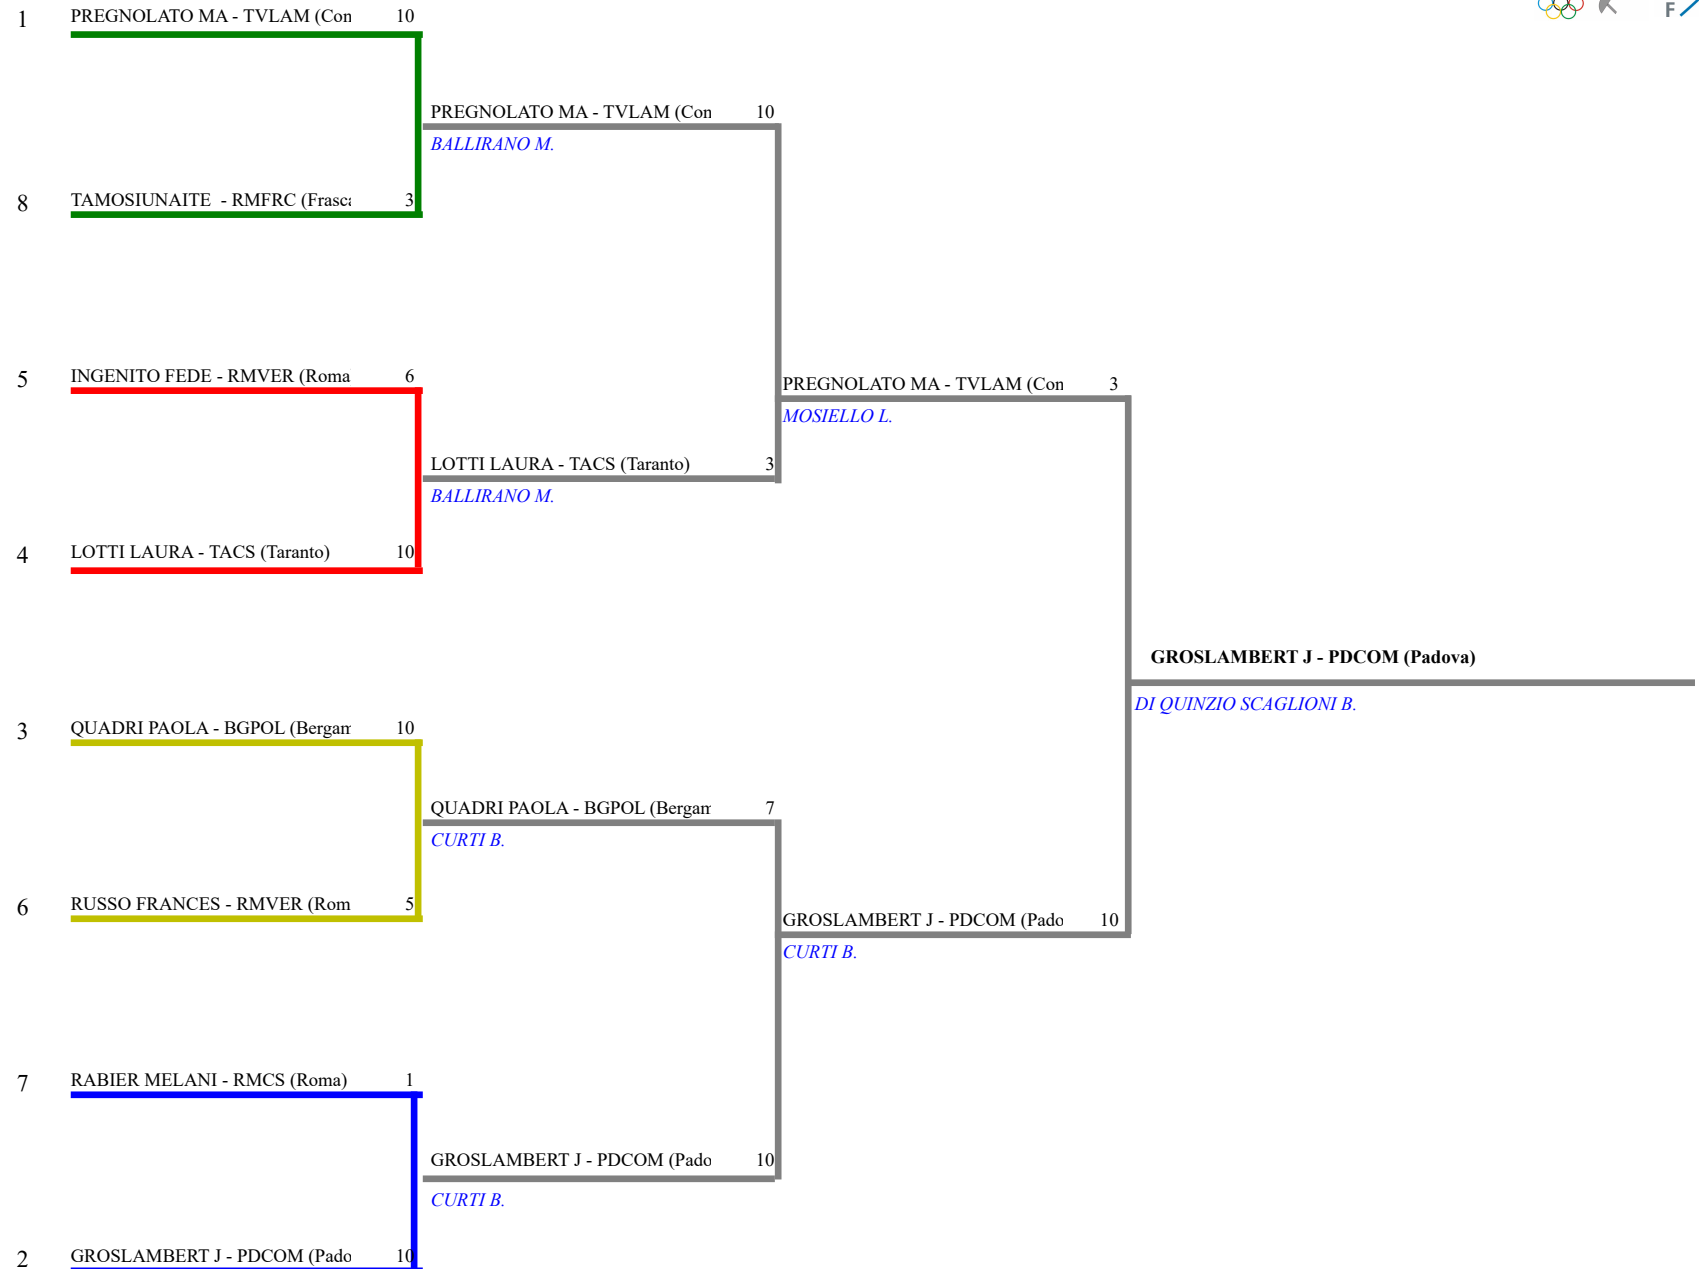 1 PREGNOLATO MA - TVLAM (Con 10
F
PREGNOLATO MA - TVLAM (Con 10
BALLIRANO M.
8 TAMOSIUNAITE - RMFRC (Frasca 3
5 INGENITO FEDE - RMVER (Roma 6
PREGNOLATO MA - TVLAM (Con 3
MOSIELLO L.
LOTTI LAURA - TACS (Taranto) 3
BALLIRANO M.
4 LOTTI LAURA - TACS (Taranto) 10
GROSLAMBERT J - PDCOM (Padova)
DI QUINZIO SCAGLIONI B.
3 QUADRI PAOLA - BGPOL (Bergam 10
QUADRI PAOLA - BGPOL (Bergam 7
CURTI B.
6 RUSSO FRANCES - RMVER (Rom 5
GROSLAMBERT J - PDCOM (Pado 10
CURTI B.
7 RABIER MELANI - RMCS (Roma) 1
GROSLAMBERT J - PDCOM (Pado 10
CURTI B.
2 GROSLAMBERT J - PDCOM (Pado 10